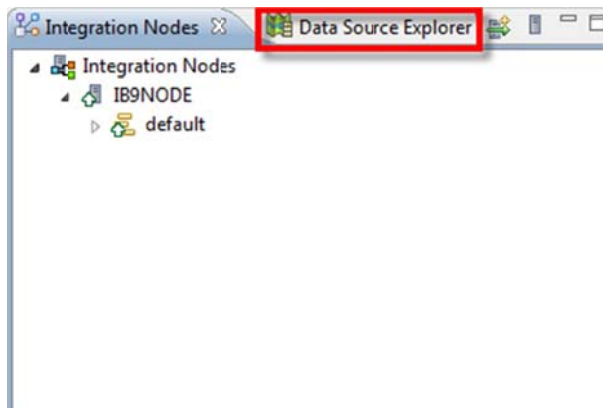 Integration Nodes Data Source Explorer
Integration Nodes
IB9NODE
default